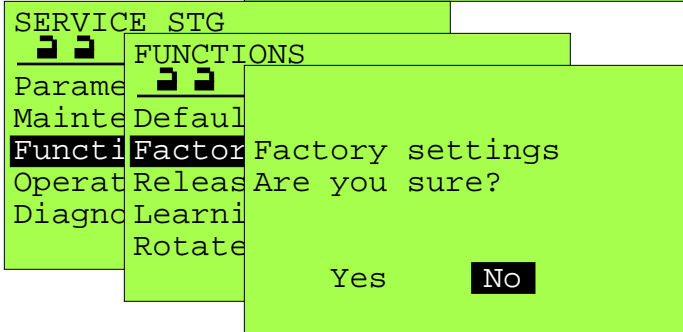 SERVICE STG
Parame
Mainte
Functi
Operat
Diagno
FUNCTIONS
Defaul
Factor
Releas
Learni
Rotate
Factory settings
Are you sure?
Yes No